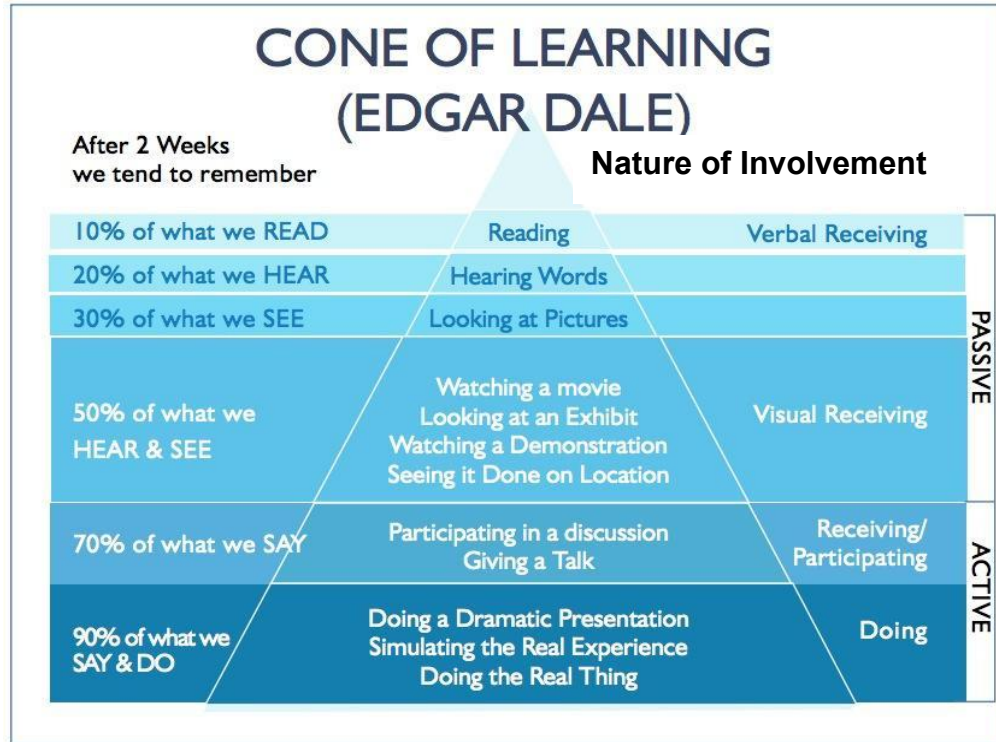 CONE OF LEARNING
(EDGAR DALE)
After 2 Weeks
we tend to remember
Nature of Involvement
10% of what we READ
Reading
Verbal Receiving
20% of what we HEAR
Hearing Words
30% of what we SEE
Looking at Pictures
50% of what we
HEAR & SEE
Watching a movie
Looking at an Exhibit
Watching a Demonstration
Seeing it Done on Location
Visual Receiving
PASSIVE
70% of what we SAY
Participating in a discussion
Giving a Talk
Receiving/
Participating
90% of what we
SAY & DO
Doing a Dramatic Presentation
Simulating the Real Experience
Doing the Real Thing
Doing
ACTIVE